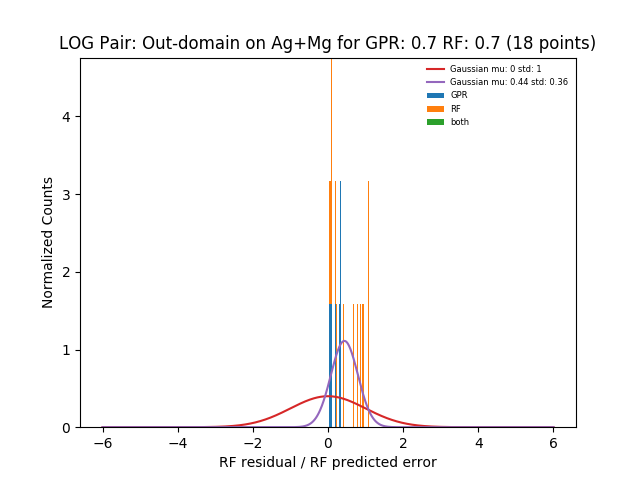 LOG Pair: Out-domain on Ag+Mg for GPR: 0.7 RF: 0.7 (18 points)
Gaussian mu: 0 std: 1
Gaussian mu: 0.44 std: 0.36
GPR
RF
both
Normalized Counts
4
3
2
1
0
−6
−4
−2
0
2
4
6
RF residual / RF predicted error